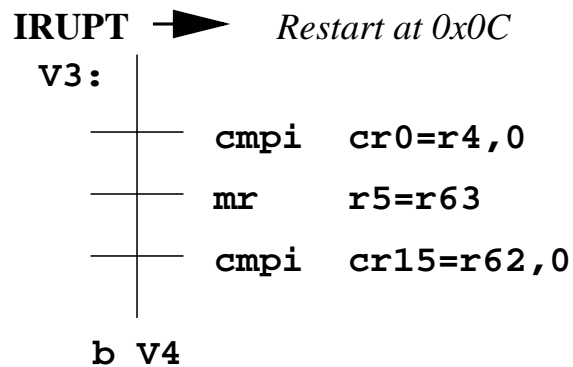 IRUPT Restart at 0x0C
V3:
cmpi cr0=r4,0
mr r5=r63
cmpi cr15=r62,0
b V4